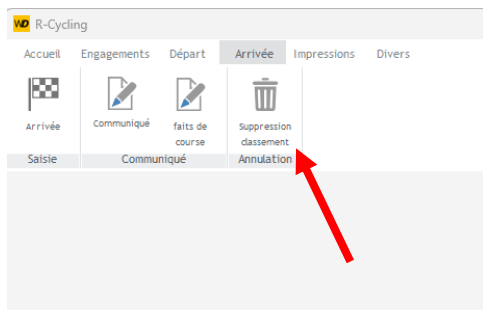 WD R-Cycling
Accueil Engagements Départ Arrivée Impressions Divers
Arrivée Communiqué faits de course Suppression classement
Saisie Communiqué Annulation